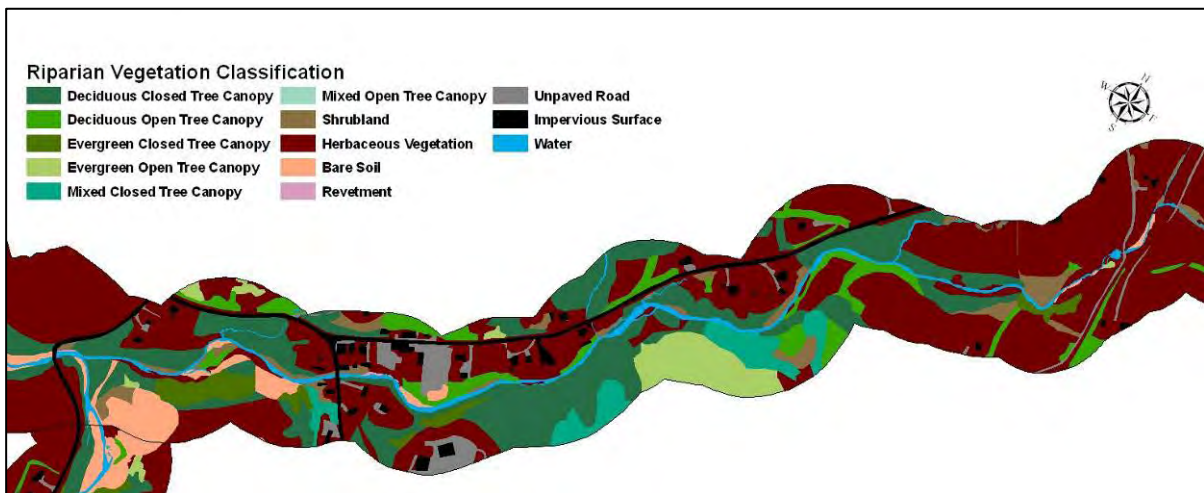 Riparian Vegetation Classification
Deciduous Closed Tree Canopy
Deciduous Open Tree Canopy
Evergreen Closed Tree Canopy
Evergreen Open Tree Canopy
Mixed Closed Tree Canopy
Mixed Open Tree Canopy
Shrubland
Herbaceous Vegetation
Bare Soil
Revetment
Unpaved Road
Impervious Surface
Water
N
W
E
S